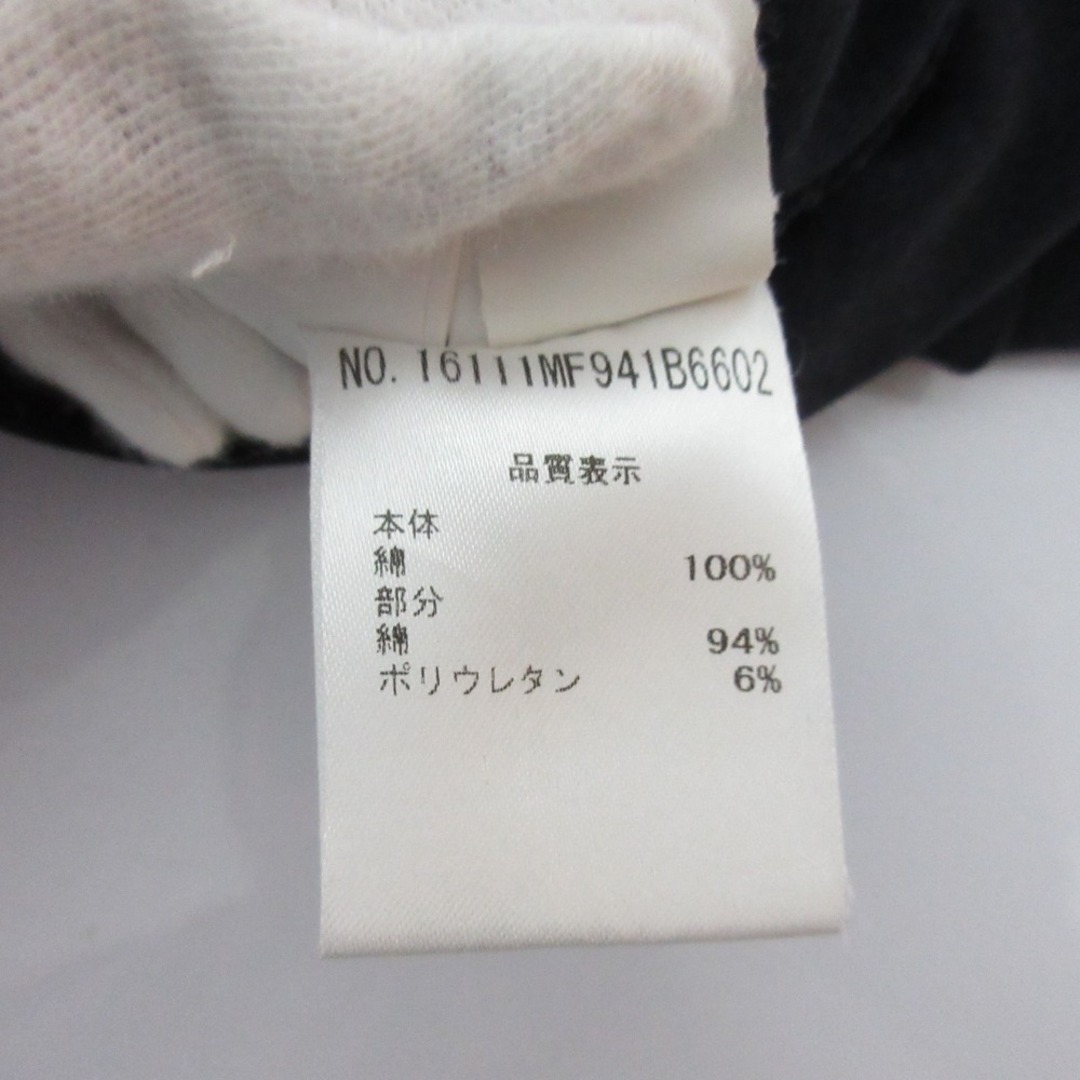 NO. 16111MF941B6602
品質表示
本体
綿 100%
部分
綿 94%
ポリウレタン 6%